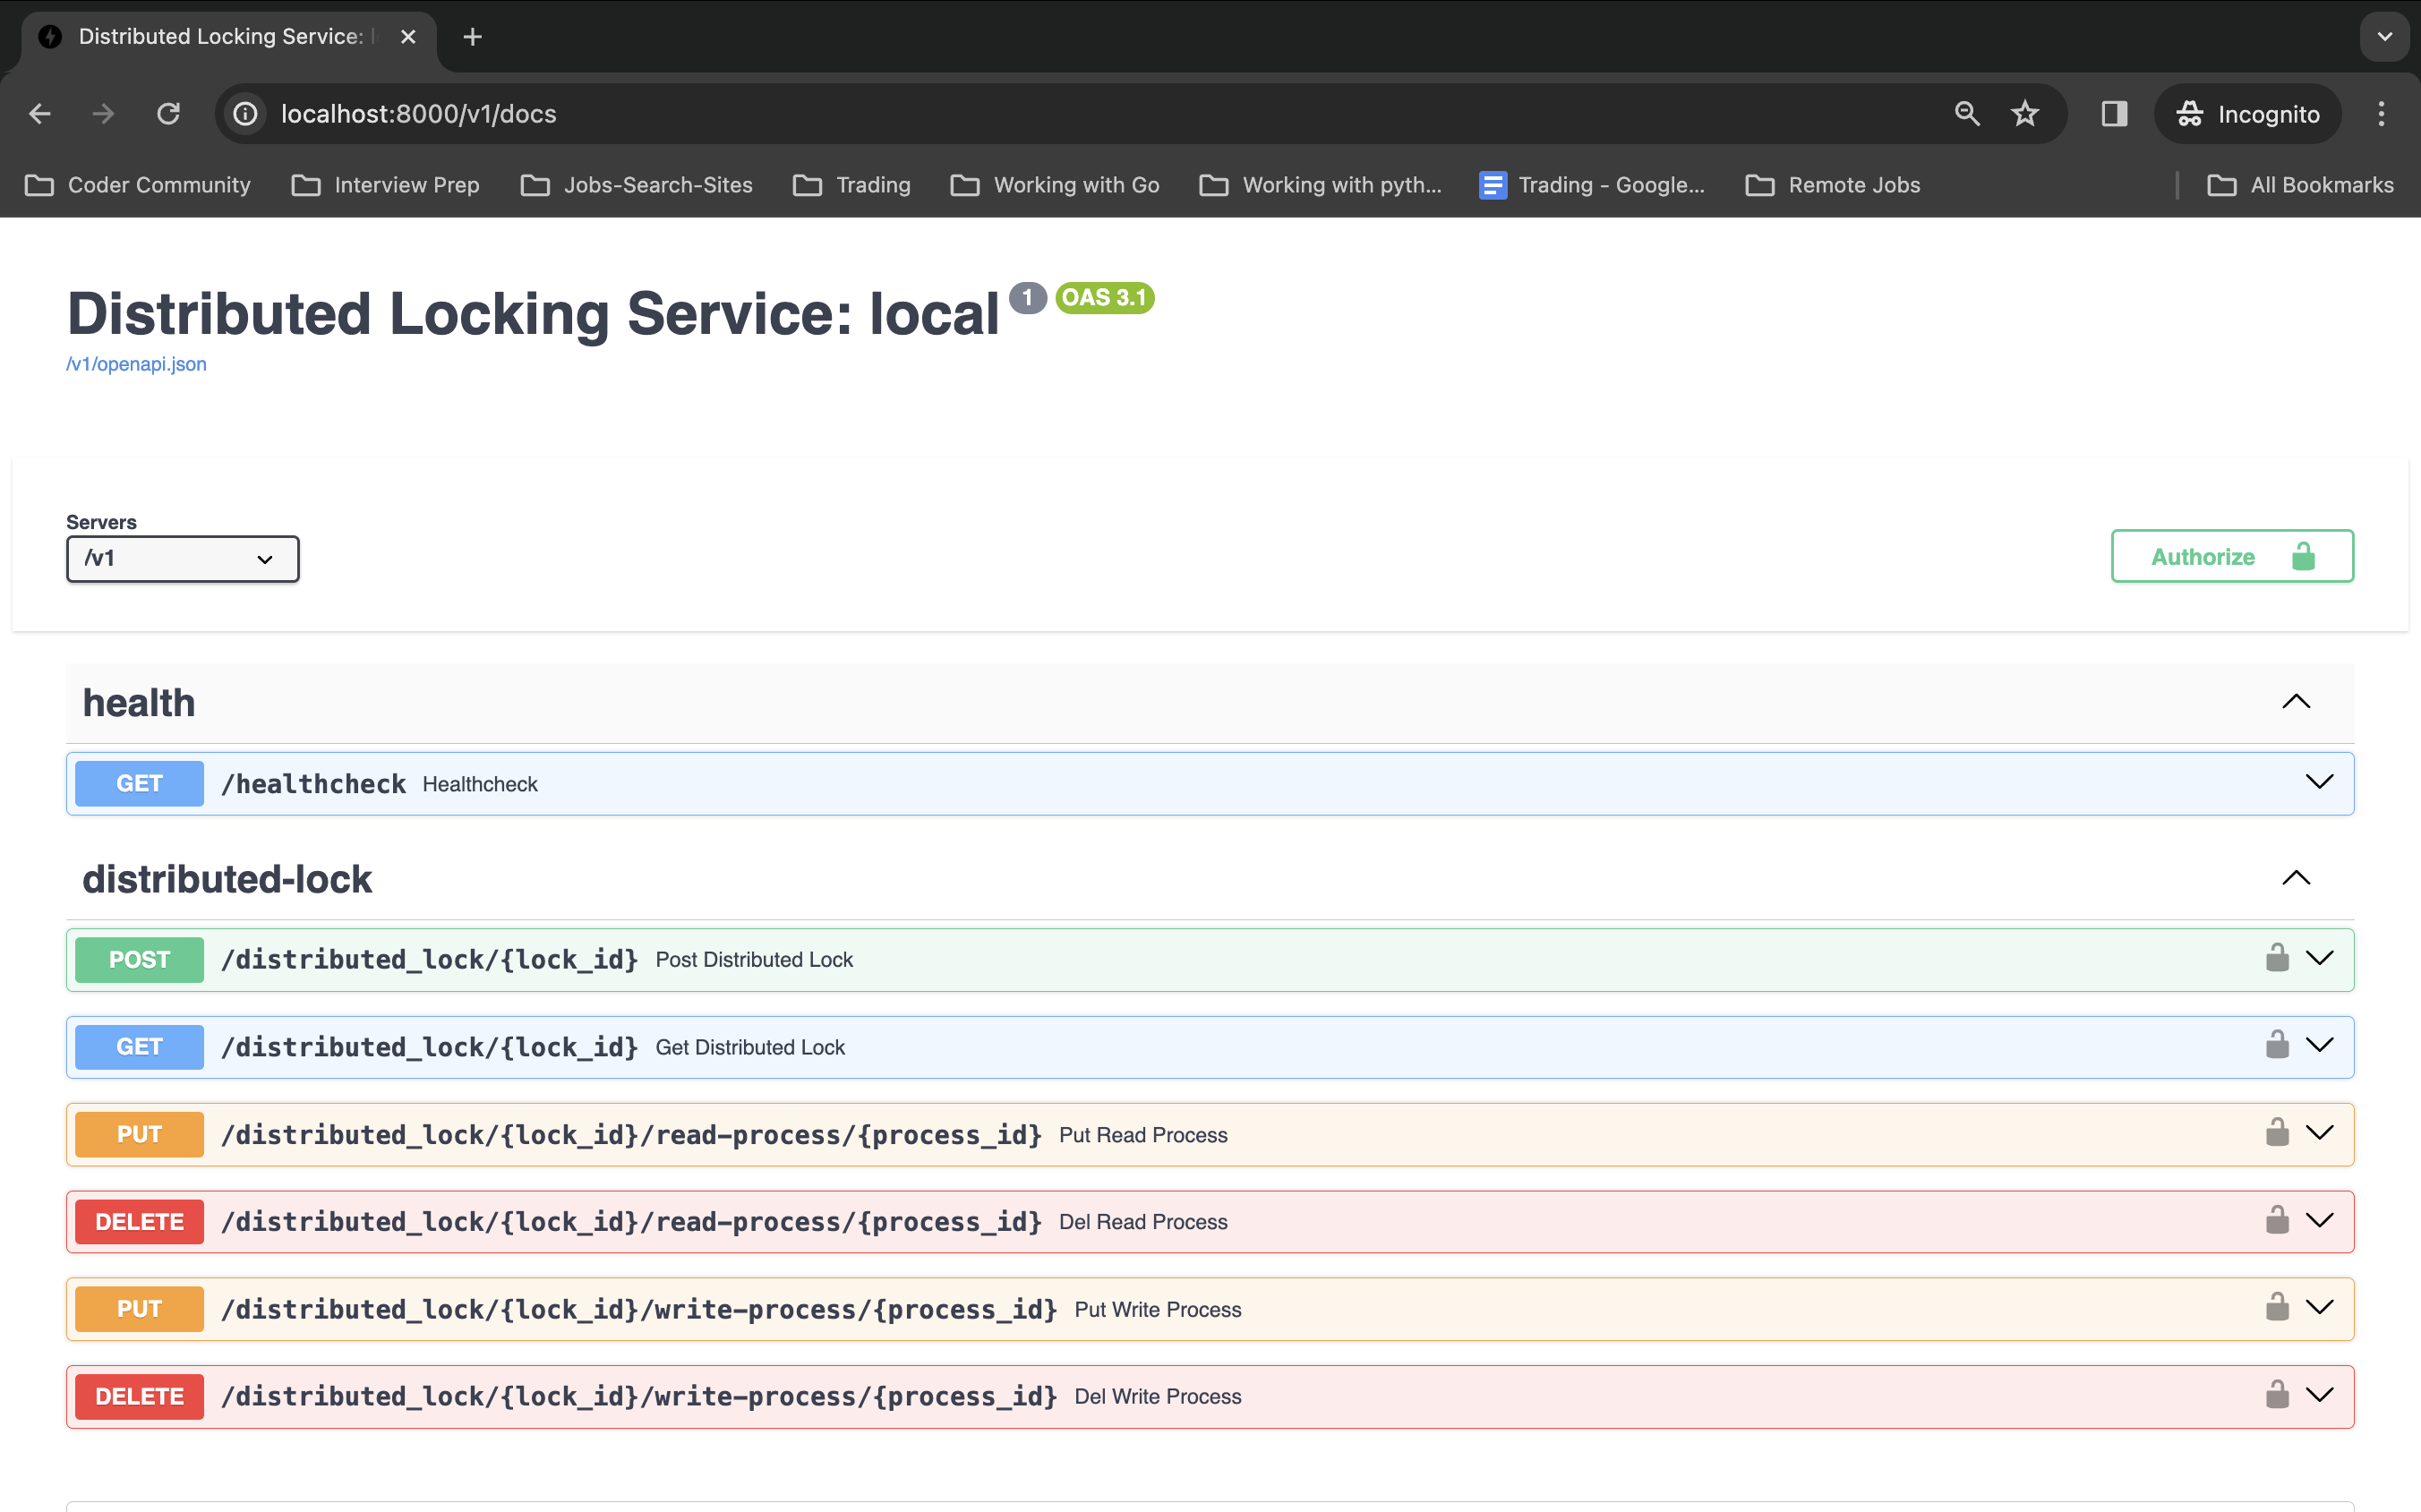 Distributed Locking Service:
localhost:8000/v1/docs
Incognito
Coder Community
Interview Prep
Jobs-Search-Sites
Trading
Working with Go
Working with pyth...
Trading - Google...
Remote Jobs
All Bookmarks
Distributed Locking Service: local 1 OAS 3.1
/v1/openapi.json
Servers
/v1
Authorize
health
GET /healthcheck Healthcheck
distributed-lock
POST /distributed_lock/{lock_id} Post Distributed Lock
GET /distributed_lock/{lock_id} Get Distributed Lock
PUT /distributed_lock/{lock_id}/read-process/{process_id} Put Read Process
DELETE /distributed_lock/{lock_id}/read-process/{process_id} Del Read Process
PUT /distributed_lock/{lock_id}/write-process/{process_id} Put Write Process
DELETE /distributed_lock/{lock_id}/write-process/{process_id} Del Write Process